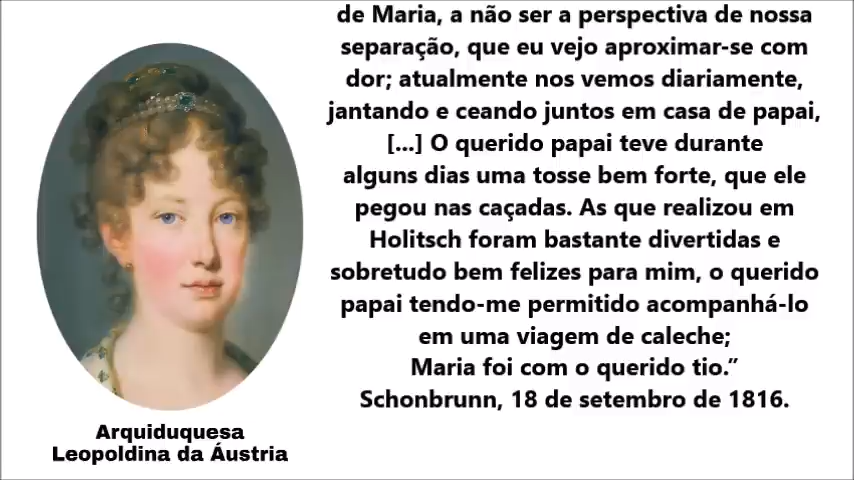 de Maria, a não ser a perspectiva de nossa
separação, que eu vejo aproximar-se com
dor; atualmente nos vemos diariamente,
jantando e ceando juntos em casa de papai,
[...] O querido papai teve durante
alguns dias uma tosse bem forte, que ele
pegou nas caçadas. As que realizou em
Holitsch foram bastante divertidas e
sobretudo bem felizes para mim, o querido
papai tendo-me permitido acompanhá-lo
em uma viagem de caleche;
Maria foi com o querido tio.”
Schonbrunn, 18 de setembro de 1816.
Arquiduquesa
Leopoldina da Áustria